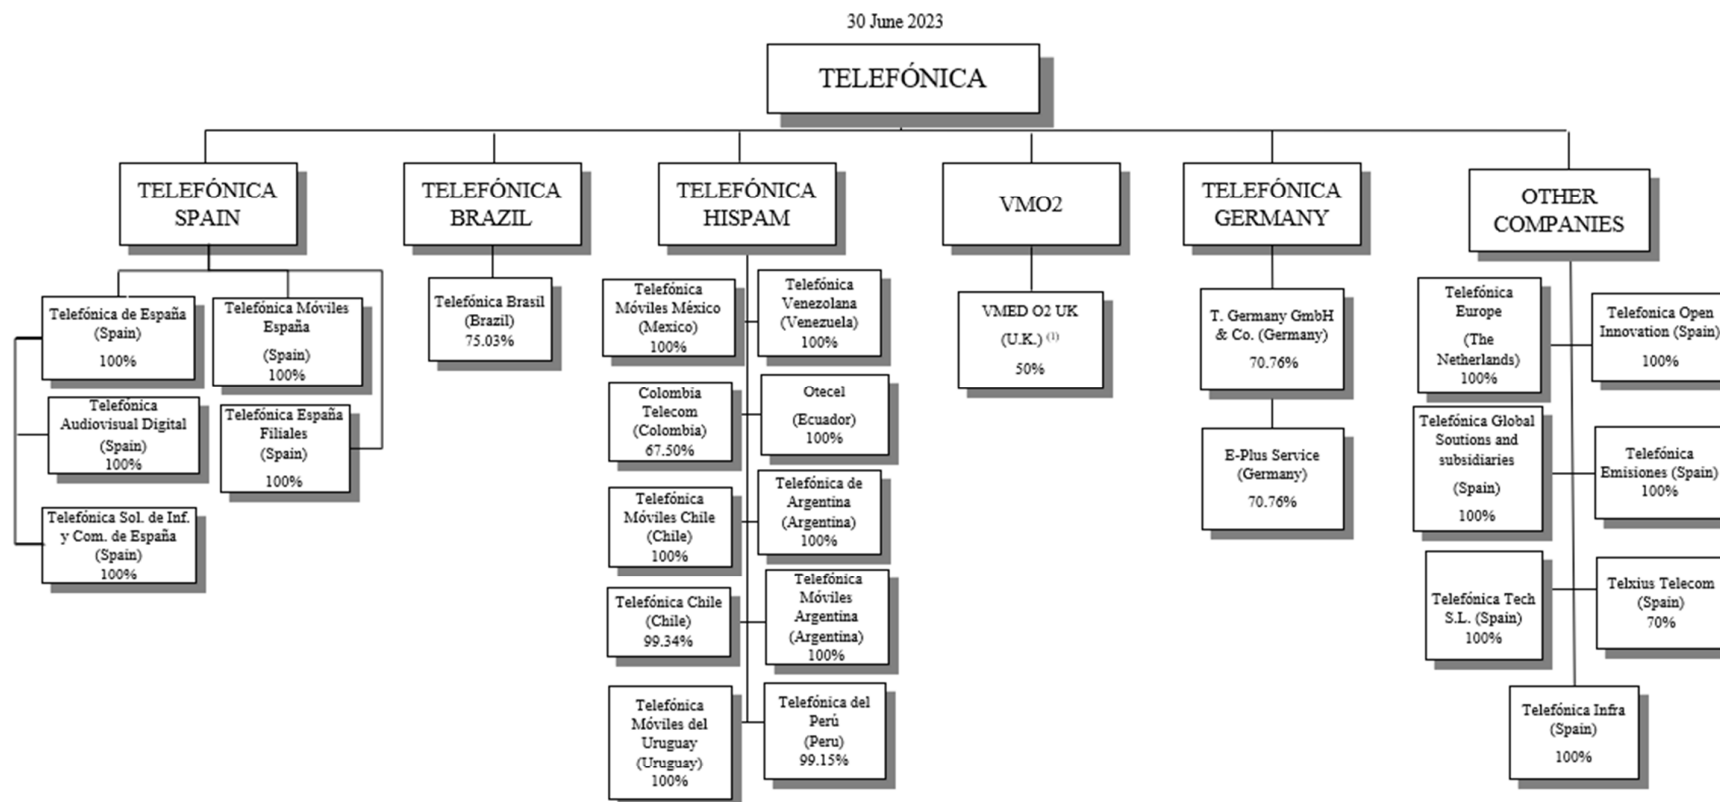 30 June 2023
TELEFÓNICA
TELEFÓNICA
SPAIN
TELEFÓNICA
BRAZIL
TELEFÓNICA
HISPAM
VMO2
TELEFÓNICA
GERMANY
OTHER
COMPANIES
Telefónica de España
(Spain)
100%
Telefónica Móviles
España
(Spain)
100%
Telefónica
Audiovisual Digital
(Spain)
100%
Telefónica España
Filiales
(Spain)
100%
Telefónica Sol. de Inf.
y Com. de España
(Spain)
100%
Telefónica Brasil
(Brazil)
75.03%
Telefónica
Móviles México
(Mexico)
100%
Telefónica
Venezolana
(Venezuela)
100%
Colombia
Telecom
(Colombia)
67.50%
Otecel
(Ecuador)
100%
Telefónica
Móviles Chile
(Chile)
100%
Telefónica de
Argentina
(Argentina)
100%
Telefónica Chile
(Chile)
99.34%
Telefónica
Móviles
Argentina
(Argentina)
100%
Telefónica
Móviles del
Uruguay
(Uruguay)
100%
Telefónica del
Perú
(Peru)
99.15%
VMED O2 UK
(U.K.) (1)
50%
T. Germany GmbH
& Co. (Germany)
70.76%
E-Plus Service
(Germany)
70.76%
Telefónica
Europe
(The
Netherlands)
100%
Telefonica Open
Innovation (Spain)
100%
Telefónica Global
Soutions and
subsidiaries
(Spain)
100%
Telefónica
Emisiones (Spain)
100%
Telefónica Tech
S.L. (Spain)
100%
Telxius Telecom
(Spain)
70%
Telefónica Infra
(Spain)
100%